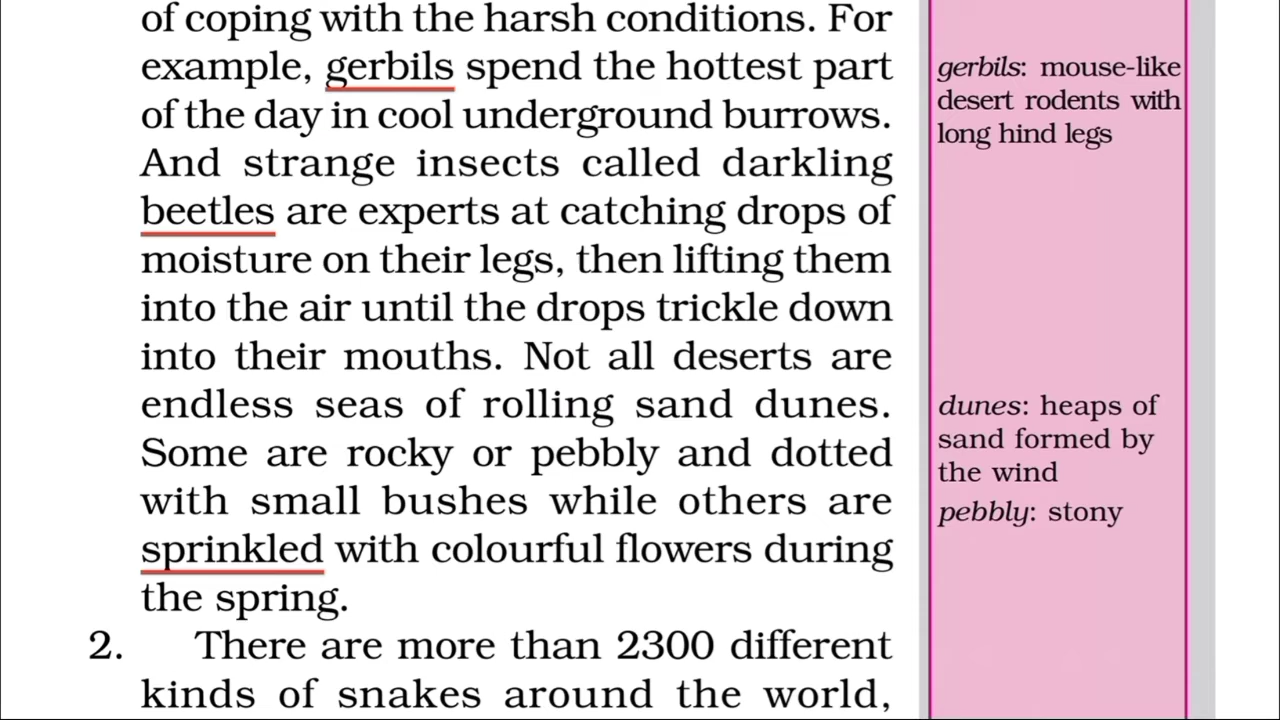 of coping with the harsh conditions. For
example, gerbils spend the hottest part
of the day in cool underground burrows.
And strange insects called darkling
beetles are experts at catching drops of
moisture on their legs, then lifting them
into the air until the drops trickle down
into their mouths. Not all deserts are
endless seas of rolling sand dunes.
Some are rocky or pebbly and dotted
with small bushes while others are
sprinkled with colourful flowers during
the spring.
2. There are more than 2300 different
kinds of snakes around the world,
gerbils: mouse-like
desert rodents with
long hind legs
dunes: heaps of
sand formed by
the wind
pebbly: stony